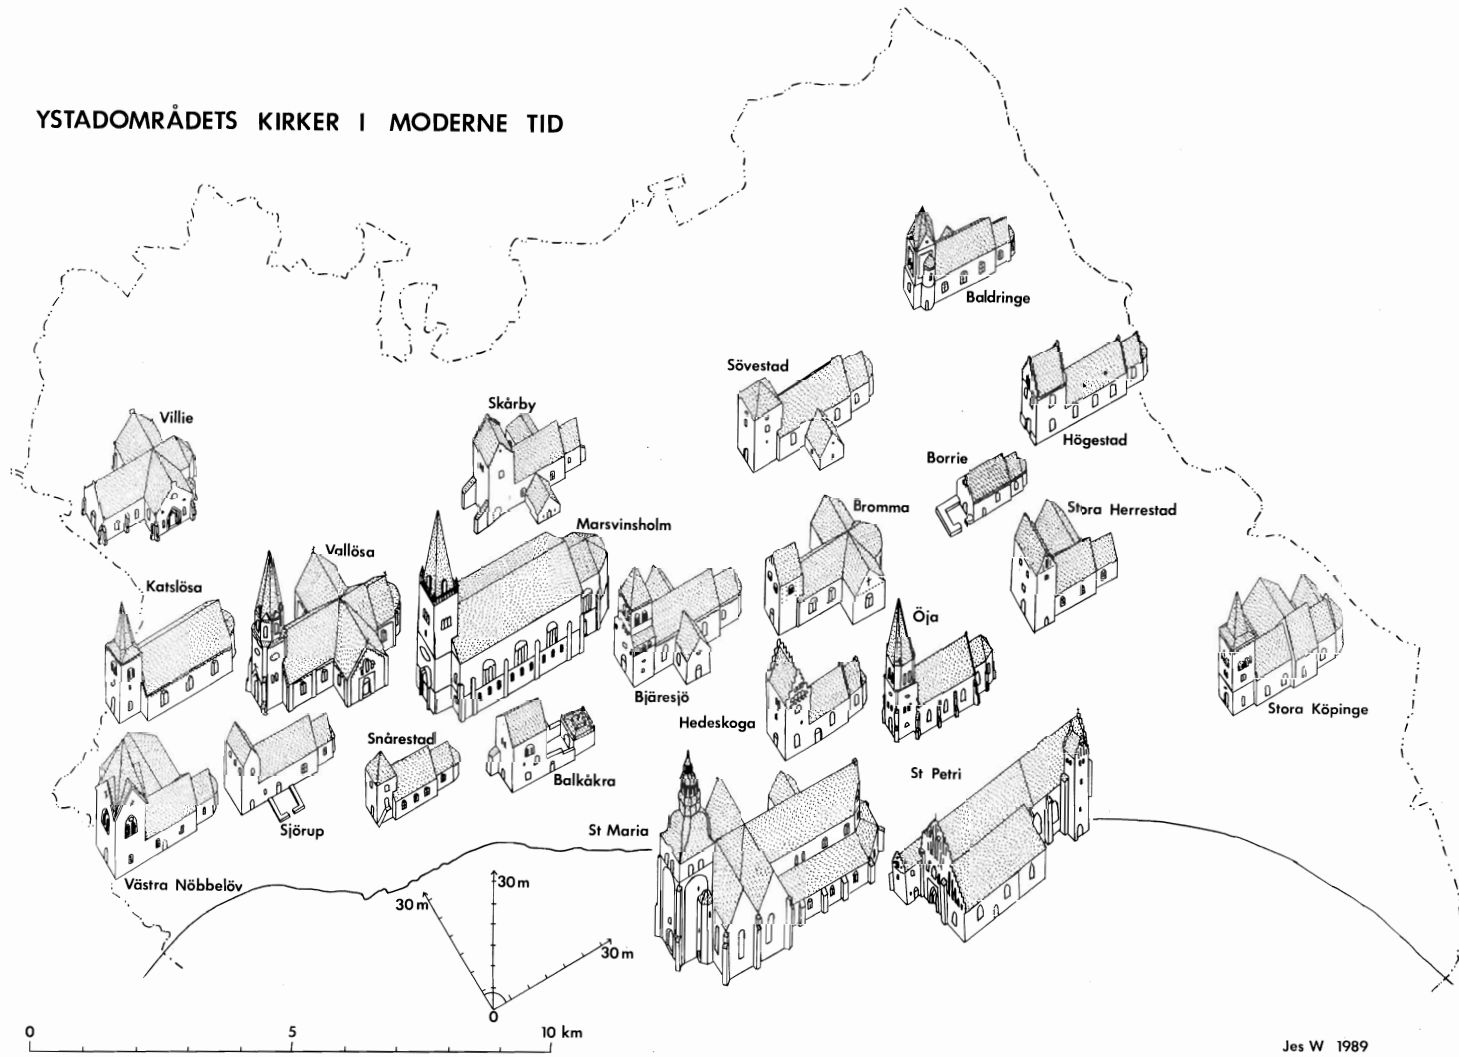 YSTADOMRÅDETS KIRKER I MODERNE TID
Baldringe
Sövestad
Högestad
Villie
Skårby
Borrie
Bromma
Stora Herrestad
Marsvinsholm
Vallösa
Katslösa
Öja
Bjäresjö
Hedeskoga
Stora Köpinge
Snårestad
Balkåkra
St Petri
Sjörup
St Maria
Västra Nöbbelöv
30 m
30 m
30 m
0
0 5 10 km
Jes W 1989